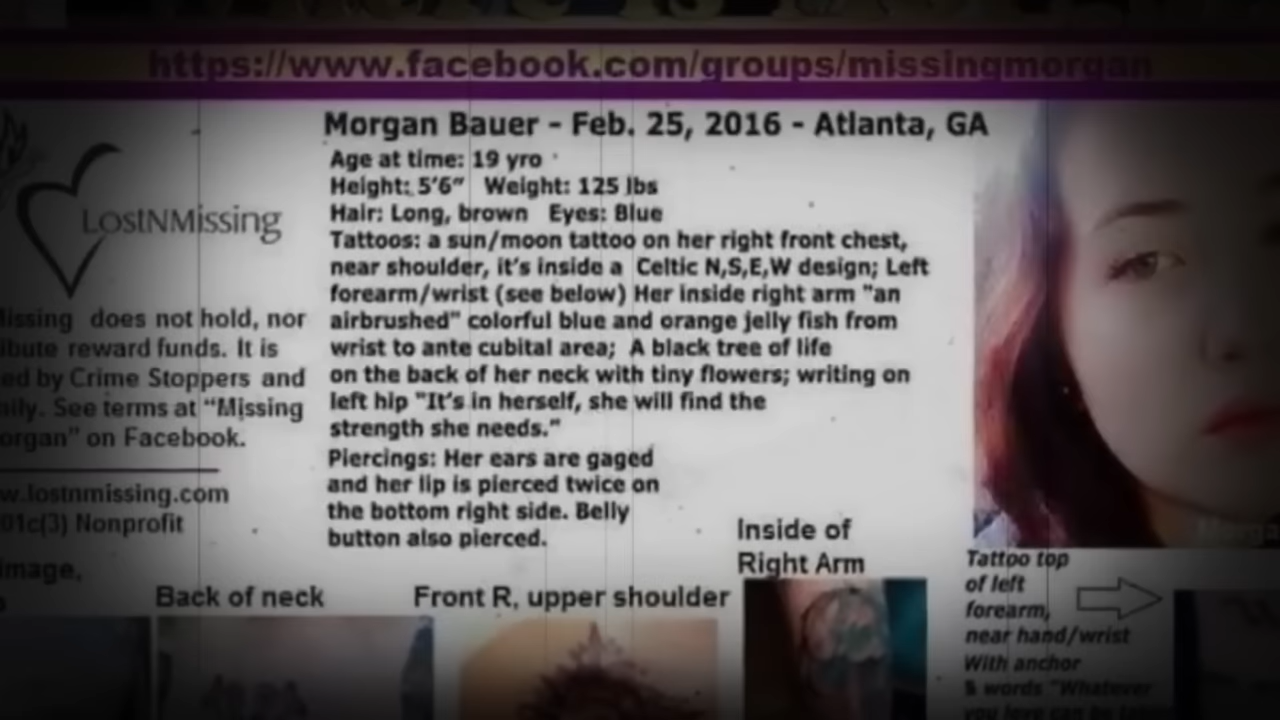 https://www.facebook.com/groups/missingmorgan
Morgan Bauer - Feb. 25, 2016 - Atlanta, GA
Age at time: 19 yro
Height: 5'6" Weight: 125 lbs
Hair: Long, brown Eyes: Blue
Tattoos: a sun/moon tattoo on her right front chest,
near shoulder, it's inside a Celtic N,S,E,W design; Left
forearm/wrist (see below) Her inside right arm "an
airbrushed" colorful blue and orange jelly fish from
wrist to ante cubital area; A black tree of life
on the back of her neck with tiny flowers; writing on
left hip "It's in herself, she will find the
strength she needs."
Piercings: Her ears are gaged
and her lip is pierced twice on
the bottom right side. Belly
button also pierced.
LostNMissing
issing does not hold, nor
ibute reward funds. It is
ed by Crime Stoppers and
ily. See terms at "Missing
organ" on Facebook.
w.lostnmissing.com
01c(3) Nonprofit
image,
Back of neck
Front R, upper shoulder
Inside of
Right Arm
Tattoo top
of left
forearm,
near hand/wrist
With anchor
& words "Whatever
you love can be